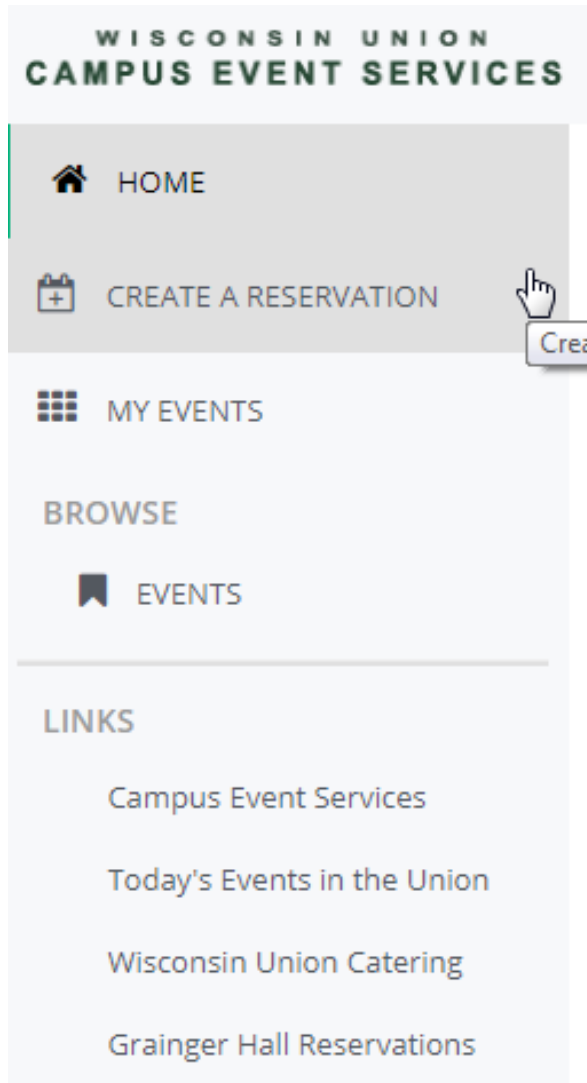 WISCONSIN UNION
CAMPUS EVENT SERVICES
HOME
CREATE A RESERVATION
Crea
MY EVENTS
BROWSE
EVENTS
LINKS
Campus Event Services
Today's Events in the Union
Wisconsin Union Catering
Grainger Hall Reservations